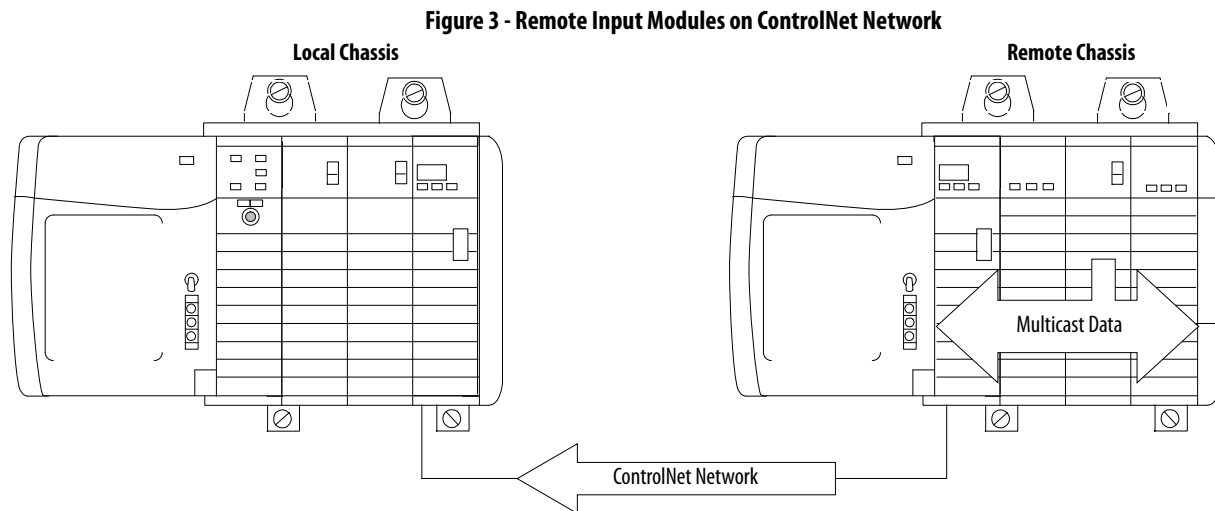 Figure 3 - Remote Input Modules on ControlNet Network
Local Chassis
Remote Chassis
Multicast Data
ControlNet Network